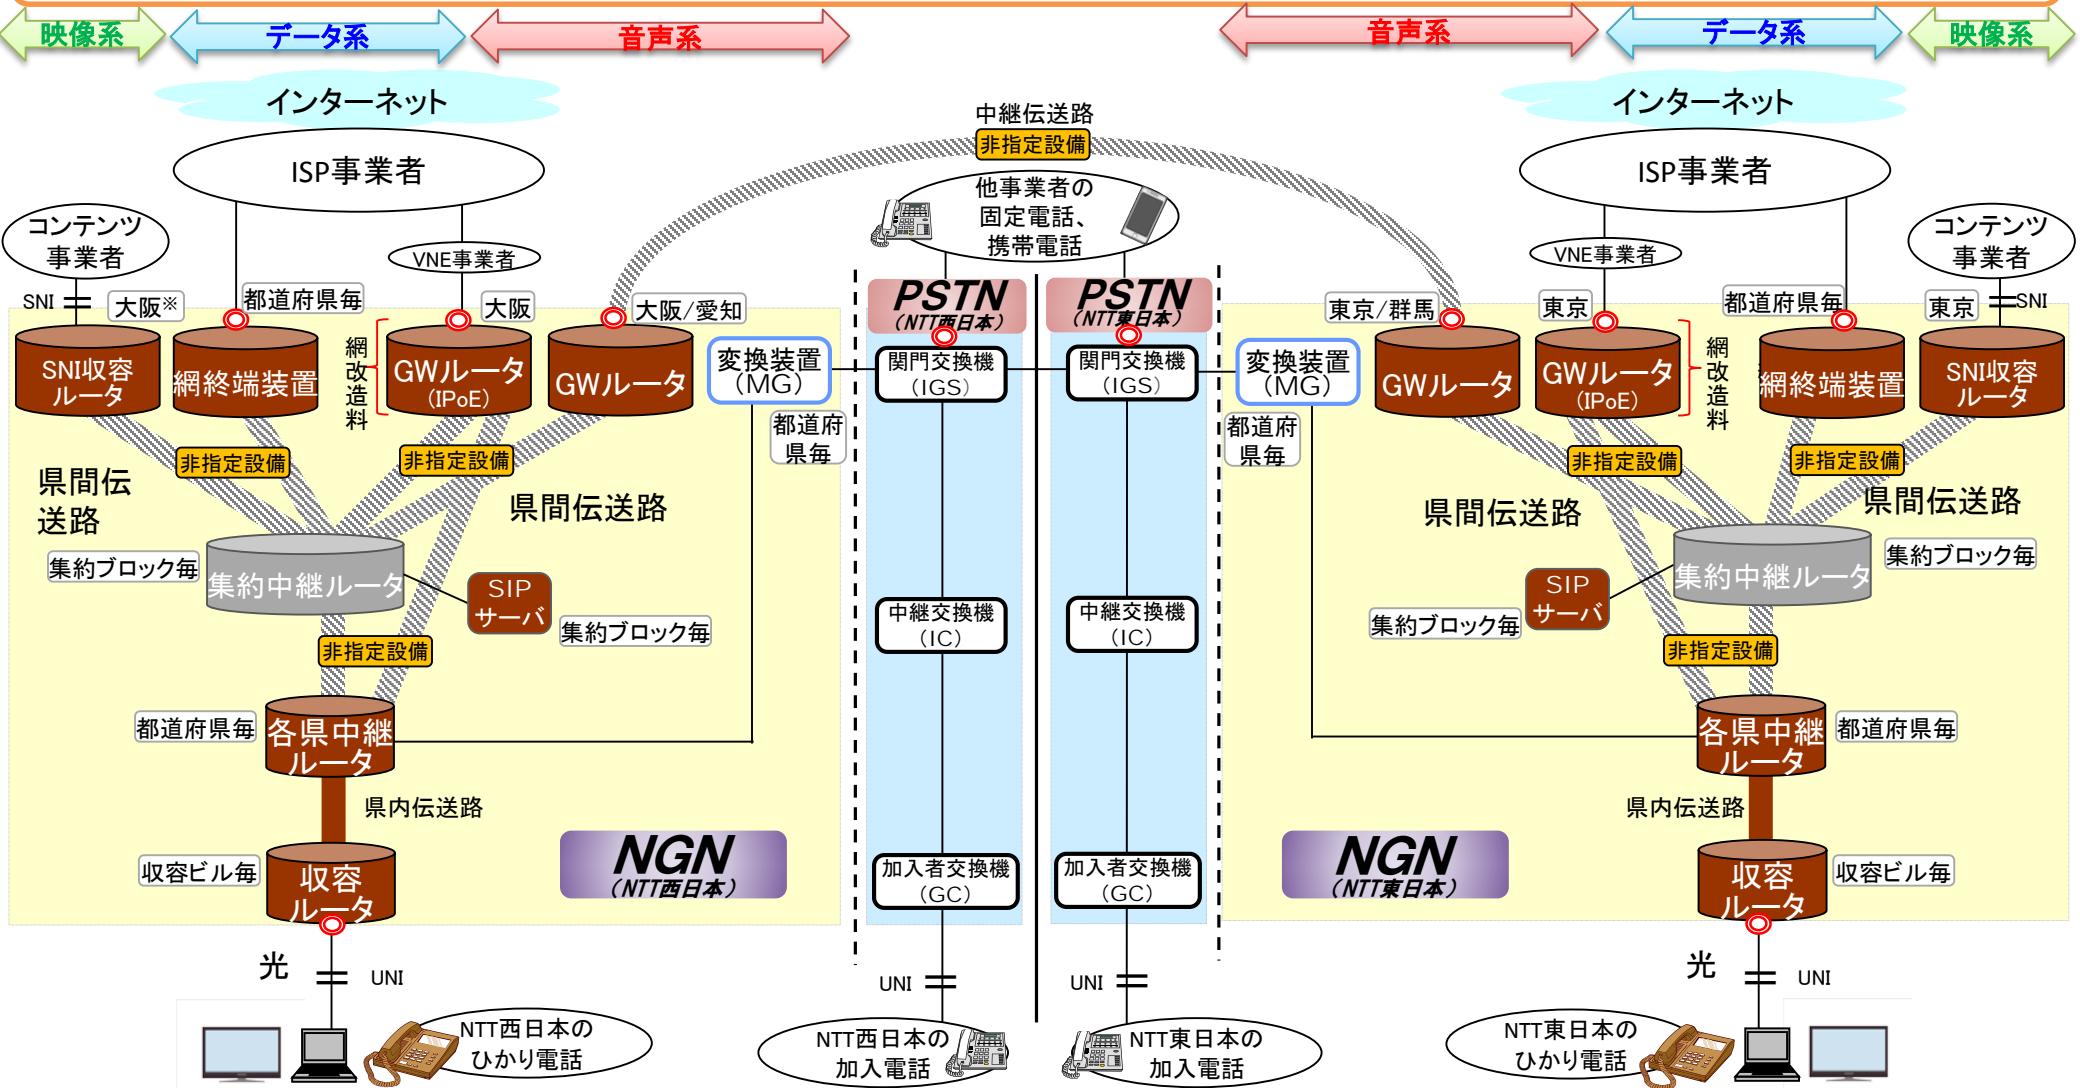 映像系
データ系
音声系
音声系
データ系
映像系
インターネット
インターネット
中継伝送路
非指定設備
ISP事業者
ISP事業者
他事業者の
固定電話、
携帯電話
コンテンツ
事業者
VNE事業者
VNE事業者
コンテンツ
事業者
SNI
大阪※
都道府県毎
大阪
大阪/愛知
PSTN
(NTT西日本)
PSTN
(NTT東日本)
東京/群馬
東京
都道府県毎
東京
SNI
SNI収容
ルータ
網終端装置
網改造料
GWルータ
(IPoE)
GWルータ
変換装置
(MG)
関門交換機
(IGS)
関門交換機
(IGS)
変換装置
(MG)
GWルータ
GWルータ
(IPoE)
網改造料
網終端装置
SNI収容
ルータ
都道府
県毎
都道府
県毎
非指定設備
非指定設備
非指定設備
非指定設備
県間伝
送路
県間伝送路
県間伝送路
県間伝送路
集約ブロック毎
集約中継ルータ
SIP
サーバ
集約ブロック毎
中継交換機
(IC)
中継交換機
(IC)
集約ブロック毎
SIP
サーバ
集約中継ルータ
集約ブロック毎
非指定設備
非指定設備
都道府県毎
各県中継
ルータ
各県中継
ルータ
都道府県毎
県内伝送路
県内伝送路
NGN
(NTT西日本)
NGN
(NTT東日本)
収容ビル毎
収容
ルータ
加入者交換機
(GC)
加入者交換機
(GC)
収容
ルータ
収容ビル毎
光
UNI
UNI
UNI
光
UNI
NTT西日本の
ひかり電話
NTT西日本の
加入電話
NTT東日本の
加入電話
NTT東日本の
ひかり電話